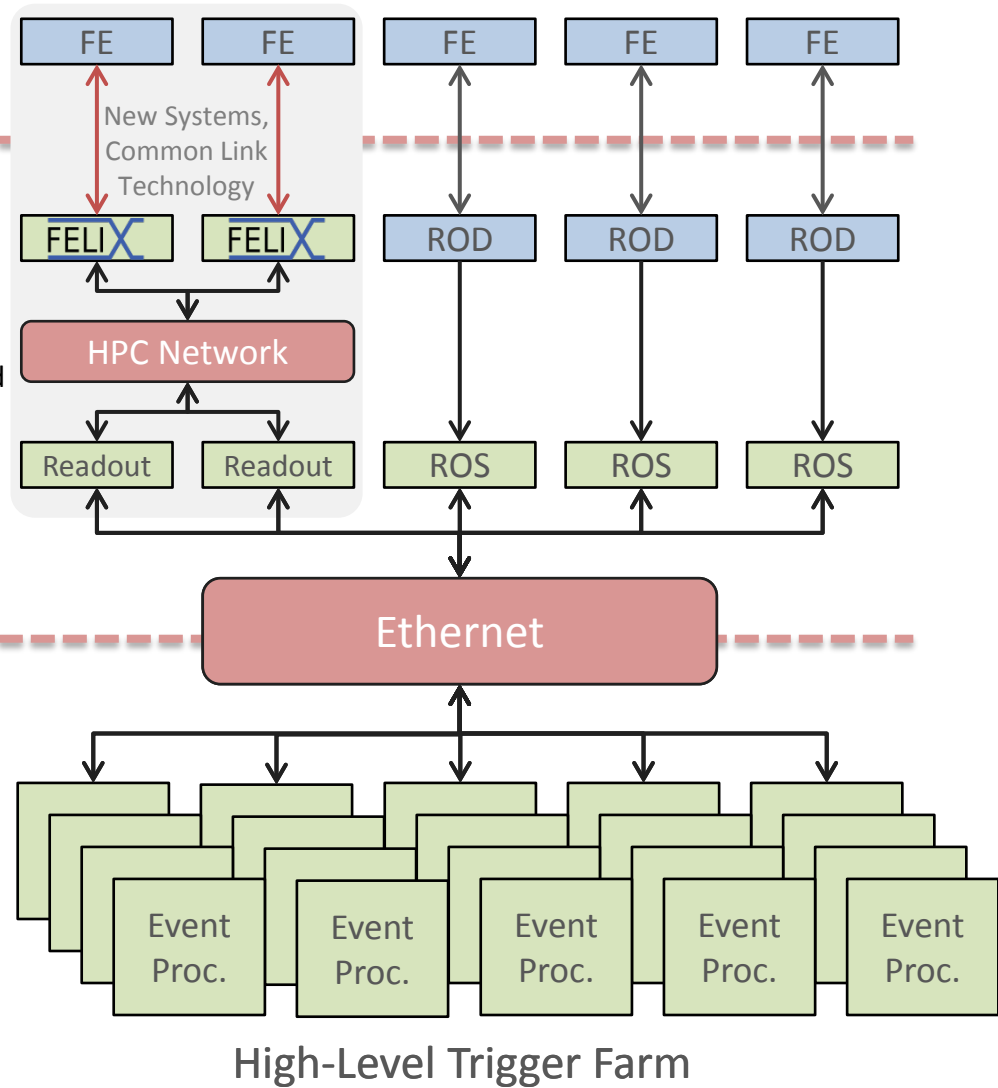 FE FE FE FE FE
New Systems,
Common Link
Technology
FELIX FELIX ROD ROD ROD
HPC Network
Readout Readout ROS ROS ROS
Ethernet
Event Event Event Event Event
Proc. Proc. Proc. Proc. Proc.
High-Level Trigger Farm